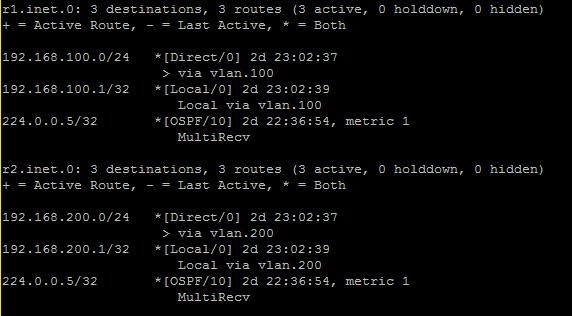 r1.inet.0: 3 destinations, 3 routes (3 active, 0 holddown, 0 hidden)
+ = Active Route, - = Last Active, * = Both
192.168.100.0/24   *[Direct/0] 2d 23:02:37
> via vlan.100
192.168.100.1/32   *[Local/0] 2d 23:02:39
Local via vlan.100
224.0.0.5/32       *[OSPF/10] 2d 22:36:54, metric 1
MultiRecv
r2.inet.0: 3 destinations, 3 routes (3 active, 0 holddown, 0 hidden)
+ = Active Route, - = Last Active, * = Both
192.168.200.0/24   *[Direct/0] 2d 23:02:37
> via vlan.200
192.168.200.1/32   *[Local/0] 2d 23:02:39
Local via vlan.200
224.0.0.5/32       *[OSPF/10] 2d 22:36:54, metric 1
MultiRecv